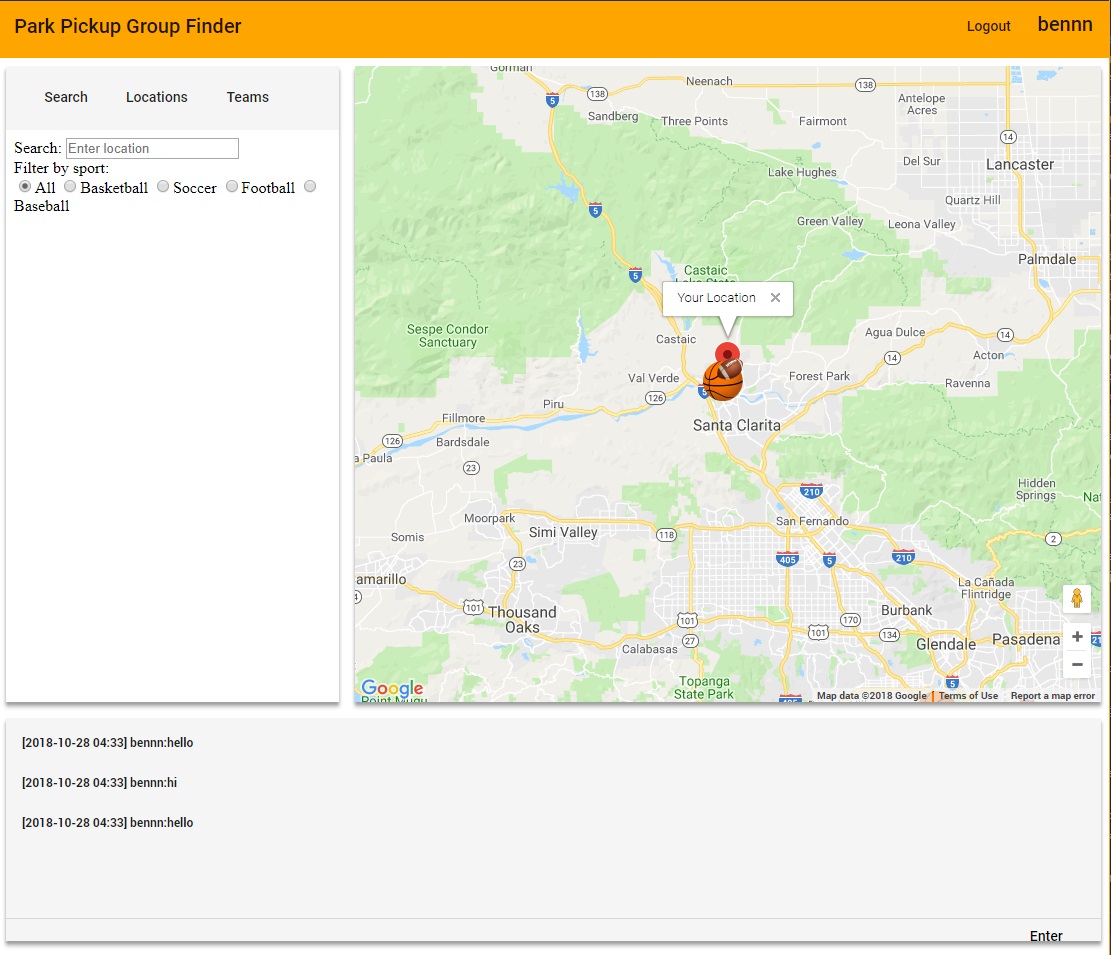 Park Pickup Group Finder
Logout
bennn
Search
Locations
Teams
Search: Enter location
Filter by sport:
All Basketball Soccer Football
Baseball
Gorman
Neenach
138
138
5
Antelope
Acres
Sandberg
Three Points
Fairmont
14
Del Sur
Lancaster
Lake Hughes
Quartz Hill
5
Green Valley
Leona Valley
Palmdale
5
Castaic
Lake State
Your Location
Sespe Condor
Sanctuary
Castaic
Agua Dulce
14
14
Acton
Val Verde
Forest Park
Ravenna
5
126
Piru
Fillmore
Santa Clarita
126
Bardsdale
a Paula
23
210
Hidden
Springs
Nat
Moorpark
San Fernando
Simi Valley
118
Somis
2
405
5
210
23
amarillo
La Cañada
Flintridge
101
Thousand
Oaks
Burbank
101
170
101
134
27
Glendale
Pasadena
21
Calabasas
Topanga
State Park
5
Google
Point Mugu
405
Map data ©2018 Google
Terms of Use
Report a map error
[2018-10-28 04:33] bennn:hello
[2018-10-28 04:33] bennn:hi
[2018-10-28 04:33] bennn:hello
Enter